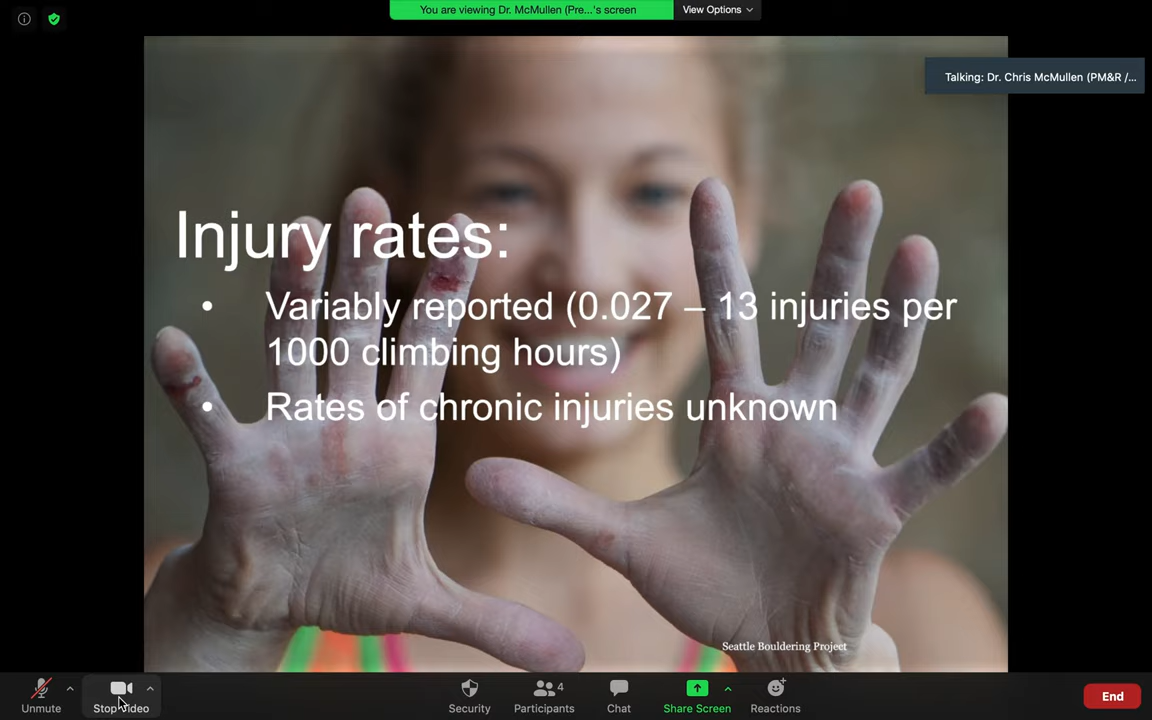 You are viewing Dr. McMullen (Pre...'s screen
View Options
Talking: Dr. Chris McMullen (PM&R /...
Injury rates:
• Variably reported (0.027 – 13 injuries per
1000 climbing hours)
• Rates of chronic injuries unknown
Seattle Bouldering Project
Unmute
Stop Video
Security
4
Participants
Chat
Share Screen
Reactions
End